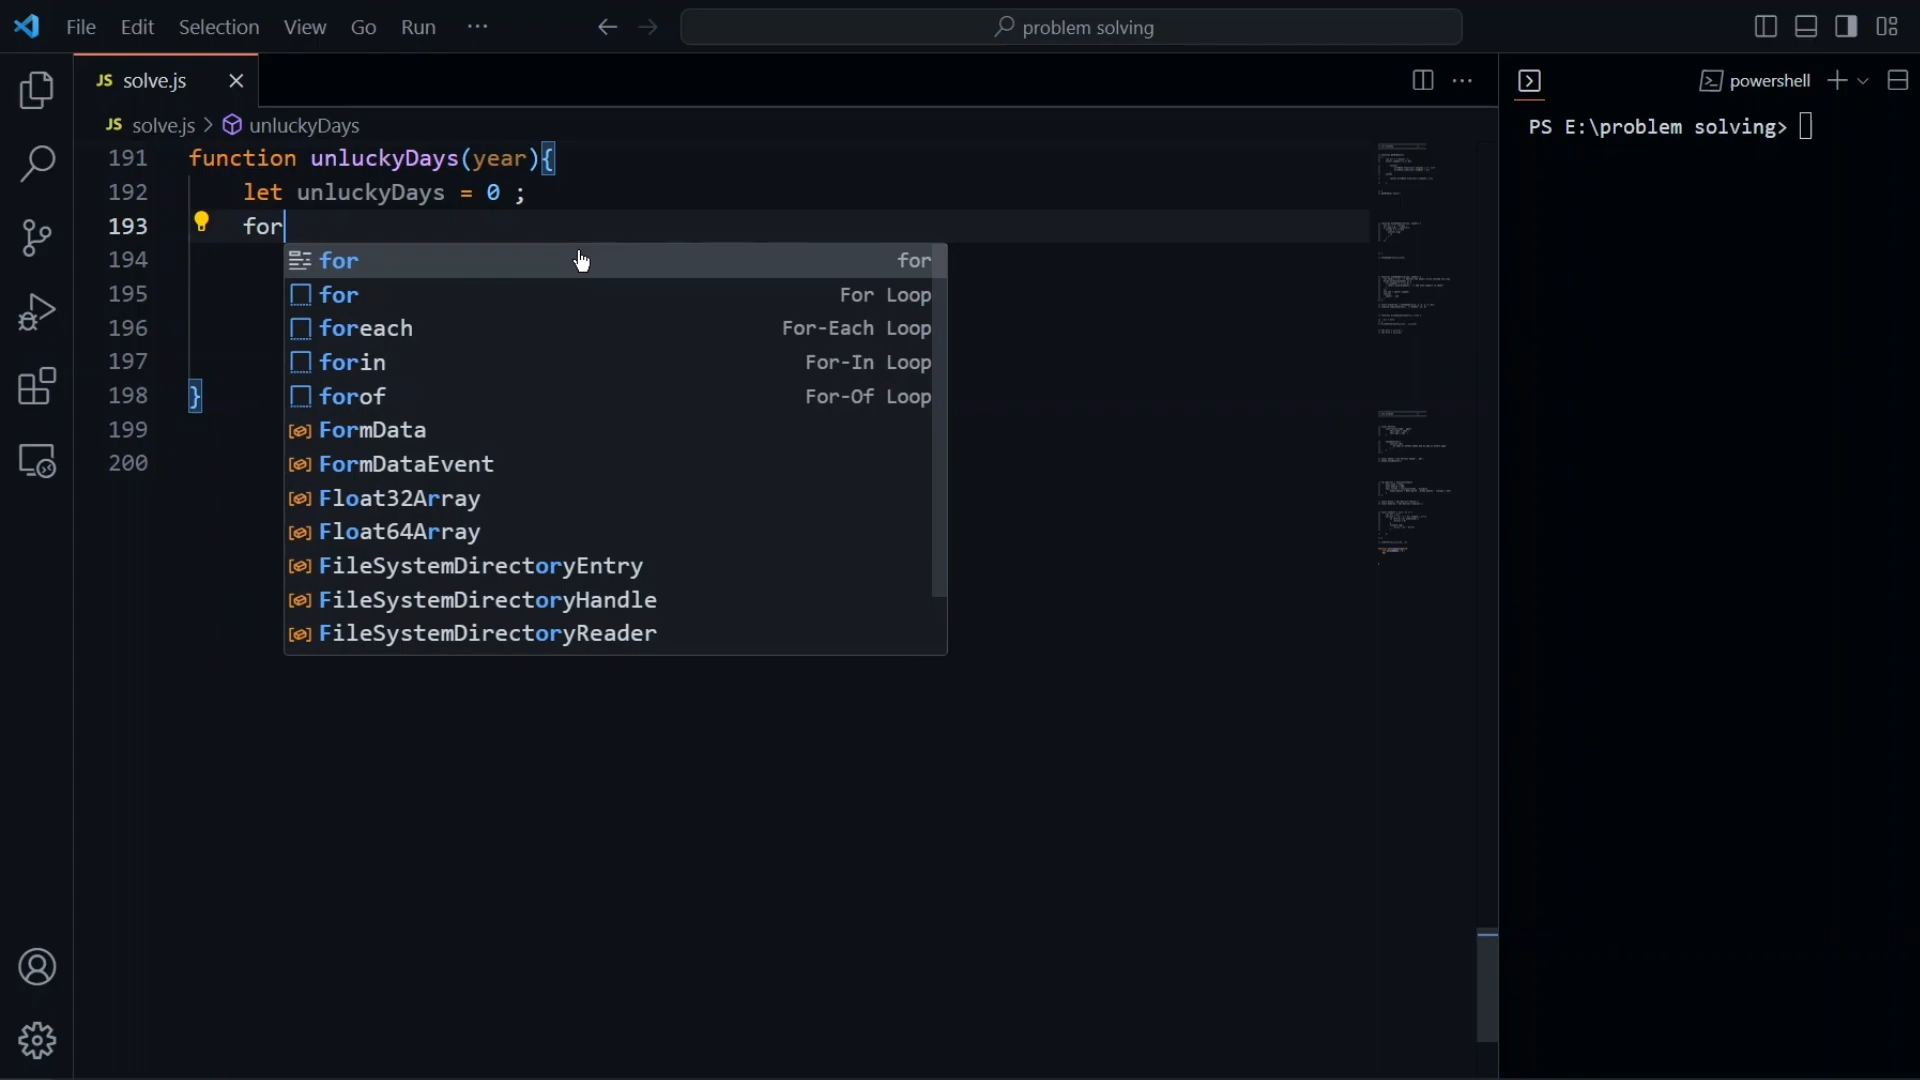 File Edit Selection View Go Run ···
problem solving
JS solve.js
powershell
JS solve.js > unluckyDays
PS E:\problem solving>
191 function unluckyDays(year){
192 let unluckyDays = 0 ;
193 for
194 for for
195 for For Loop
196 foreach For-Each Loop
197 forin For-In Loop
198 } forof For-Of Loop
199 FormData
200 FormDataEvent
Float32Array
Float64Array
FileSystemDirectoryEntry
FileSystemDirectoryHandle
FileSystemDirectoryReader